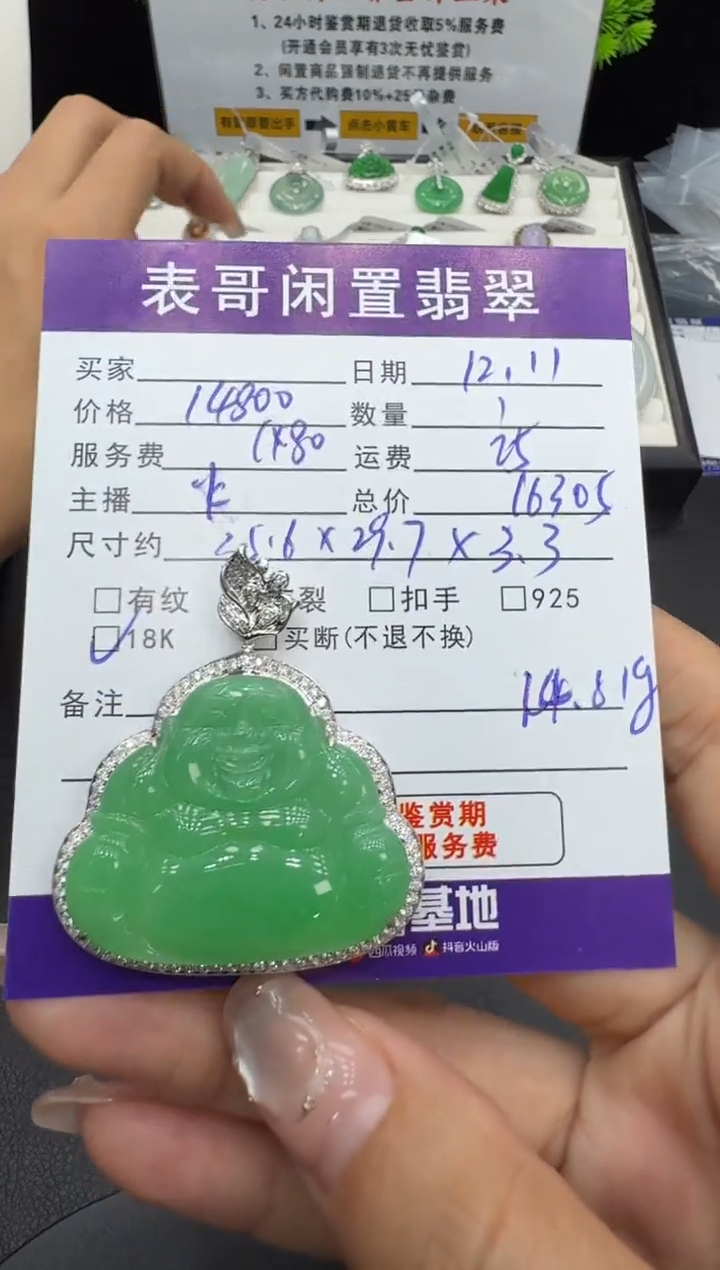 1、24小时鉴赏期退货收取5%服务费
(开通会员享有3次无忧鉴赏)
2、闲置商品强制退货不再提供服务
3、买方代购费10%+25
点击小黄车
表哥闲置翡翠
买家 日期 12.11
价格 14800 数量 1
服务费 1480 运费 25
主播 总价 16305
尺寸约 25.6×29.7×3.3
□有纹 裂 □扣手 □925
☑18K □买断(不退不换)
备注 14.81g
鉴赏期
服务费
基地
西瓜视频 抖音火山版